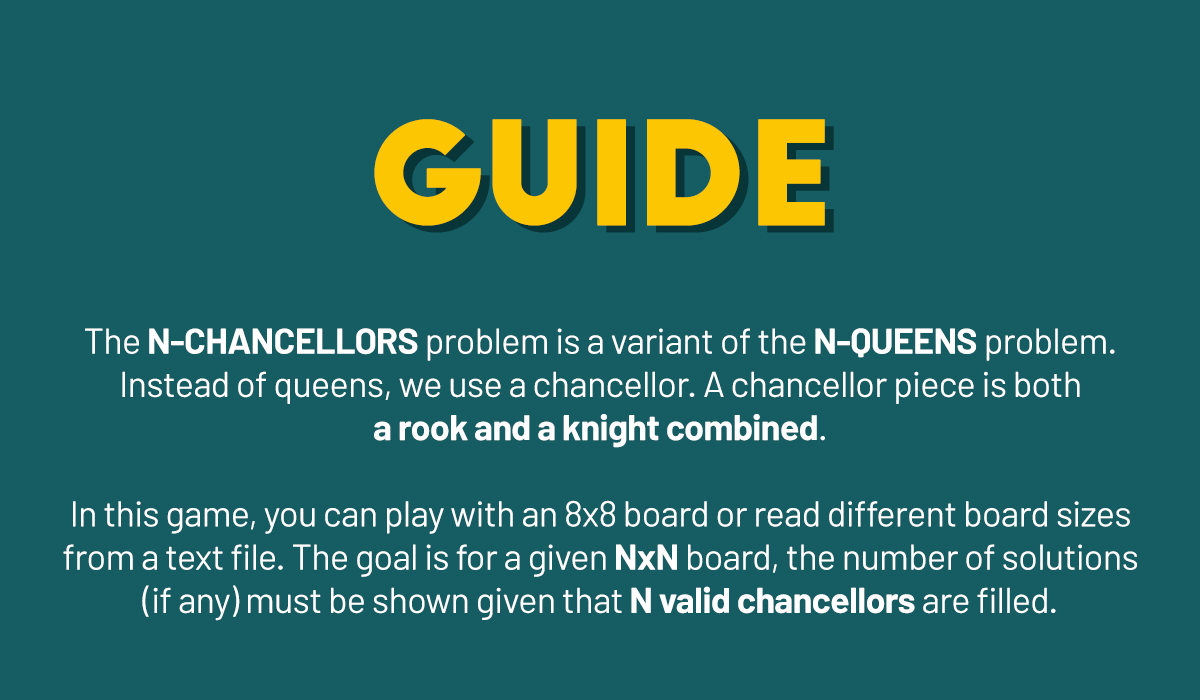 GUIDE
The N-CHANCELLORS problem is a variant of the N-QUEENS problem.
Instead of queens, we use a chancellor. A chancellor piece is both
a rook and a knight combined.
In this game, you can play with an 8x8 board or read different board sizes
from a text file. The goal is for a given NxN board, the number of solutions
(if any) must be shown given that N valid chancellors are filled.